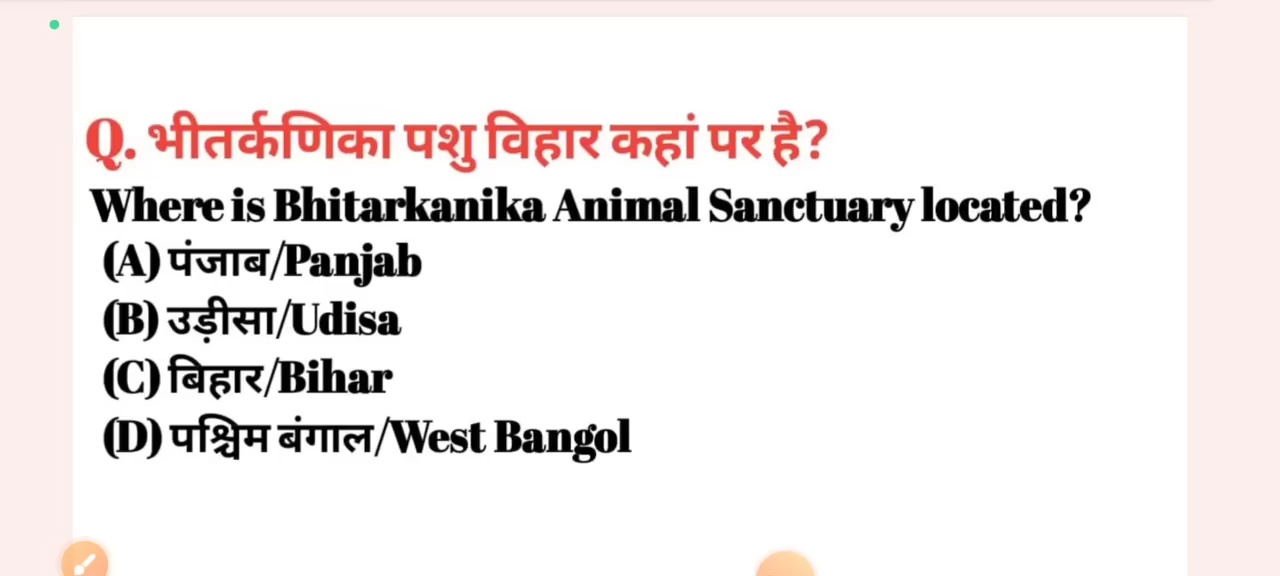 Q. भीतर्कणिका पशु विहार कहां पर है?
Where is Bhitarkanika Animal Sanctuary located?
(A) पंजाब/Panjab
(B) उड़ीसा/Udisa
(C) बिहार/Bihar
(D) पश्चिम बंगाल/West Bangol